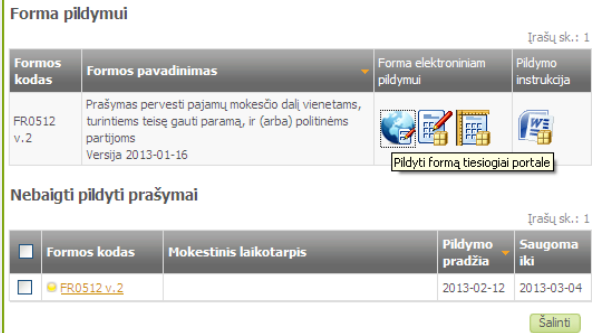 Forma pildymui
Įrašų sk.: 1
Formos kodas
Formos pavadinimas
Forma elektroniniam pildymui
Pildymo instrukcija
FR0512 v.2
Prašymas pervesti pajamų mokesčio dalį vienetams,
turintiems teisę gauti paramą, ir (arba) politinėms
partijoms
Versija 2013-01-16
Pildyti formą tiesiogiai portale
Nebaigti pildyti prašymai
Įrašų sk.: 1
Formos kodas
Mokestinis laikotarpis
Pildymo pradžia
Saugoma iki
FR0512 v.2
2013-02-12
2013-03-04
Šalinti